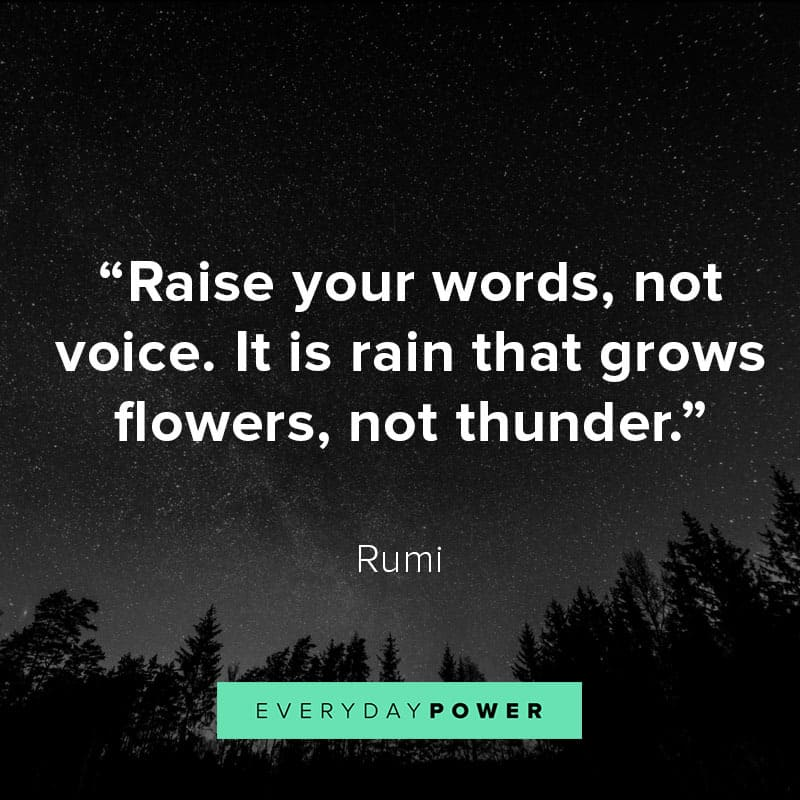 “Raise your words, not
voice. It is rain that grows
flowers, not thunder.”
Rumi
EVERYDAYPOWER